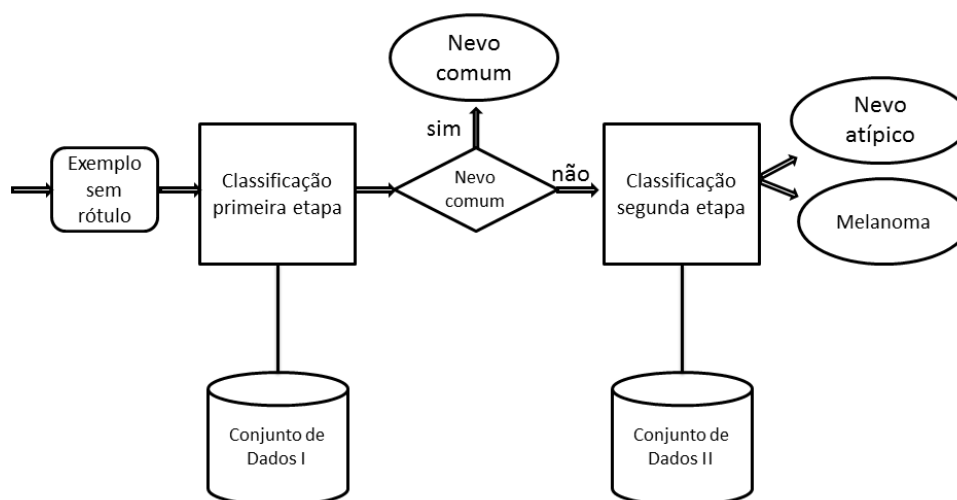 Nevo
comum
sim
Exemplo
sem
rótulo
Classificação
primeira etapa
Nevo
comum
não
Classificação
segunda etapa
Nevo
atípico
Melanoma
Conjunto de
Dados I
Conjunto de
Dados II